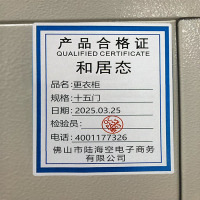 产品合格证
QUALIFIED CERTIFICATE
和居态
品名:更衣柜
规格:十五门
日期:2025.03.25
检验员:
电话:4001177326
佛山市陆海空电子商务
有限公司